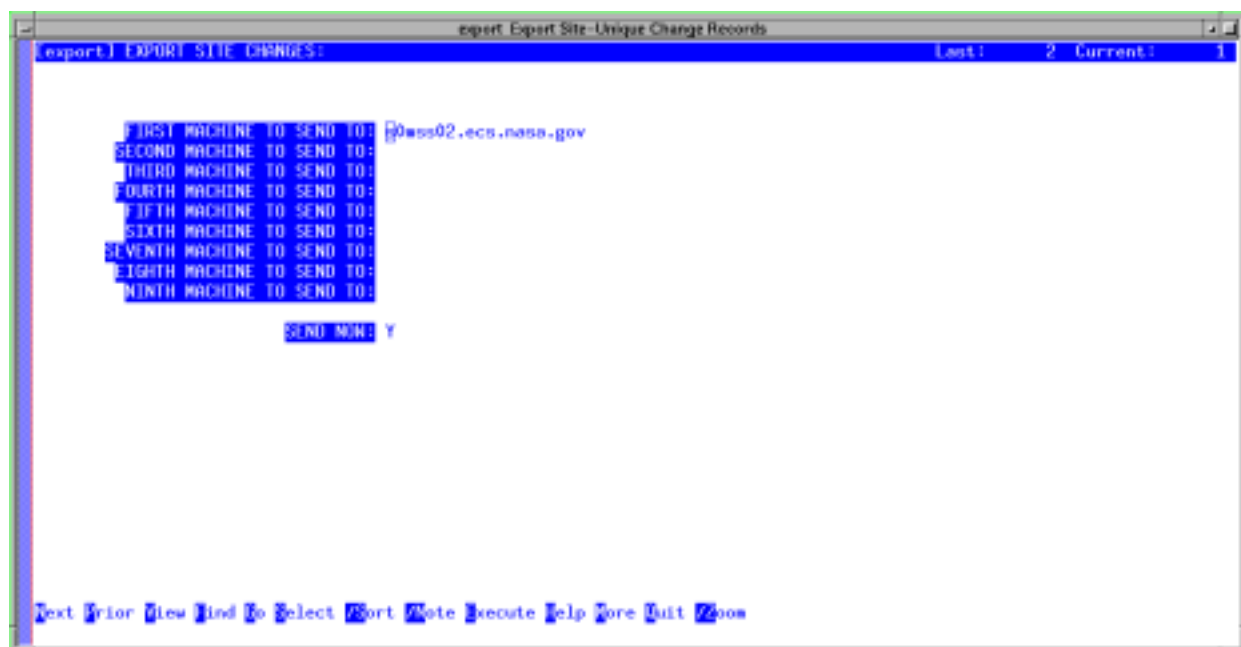 export Export Site-Unique Change Records
[export] EXPORT SITE CHANGES: Last: 2 Current: 1
FIRST MACHINE TO SEND TO: m0mss02.ecs.nasa.gov
SECOND MACHINE TO SEND TO:
THIRD MACHINE TO SEND TO:
FOURTH MACHINE TO SEND TO:
FIFTH MACHINE TO SEND TO:
SIXTH MACHINE TO SEND TO:
SEVENTH MACHINE TO SEND TO:
EIGHTH MACHINE TO SEND TO:
NINTH MACHINE TO SEND TO:
SEND NOW: Y
Next Prior View Find Do Select /Sort /Note Execute Help More Quit /Zoom